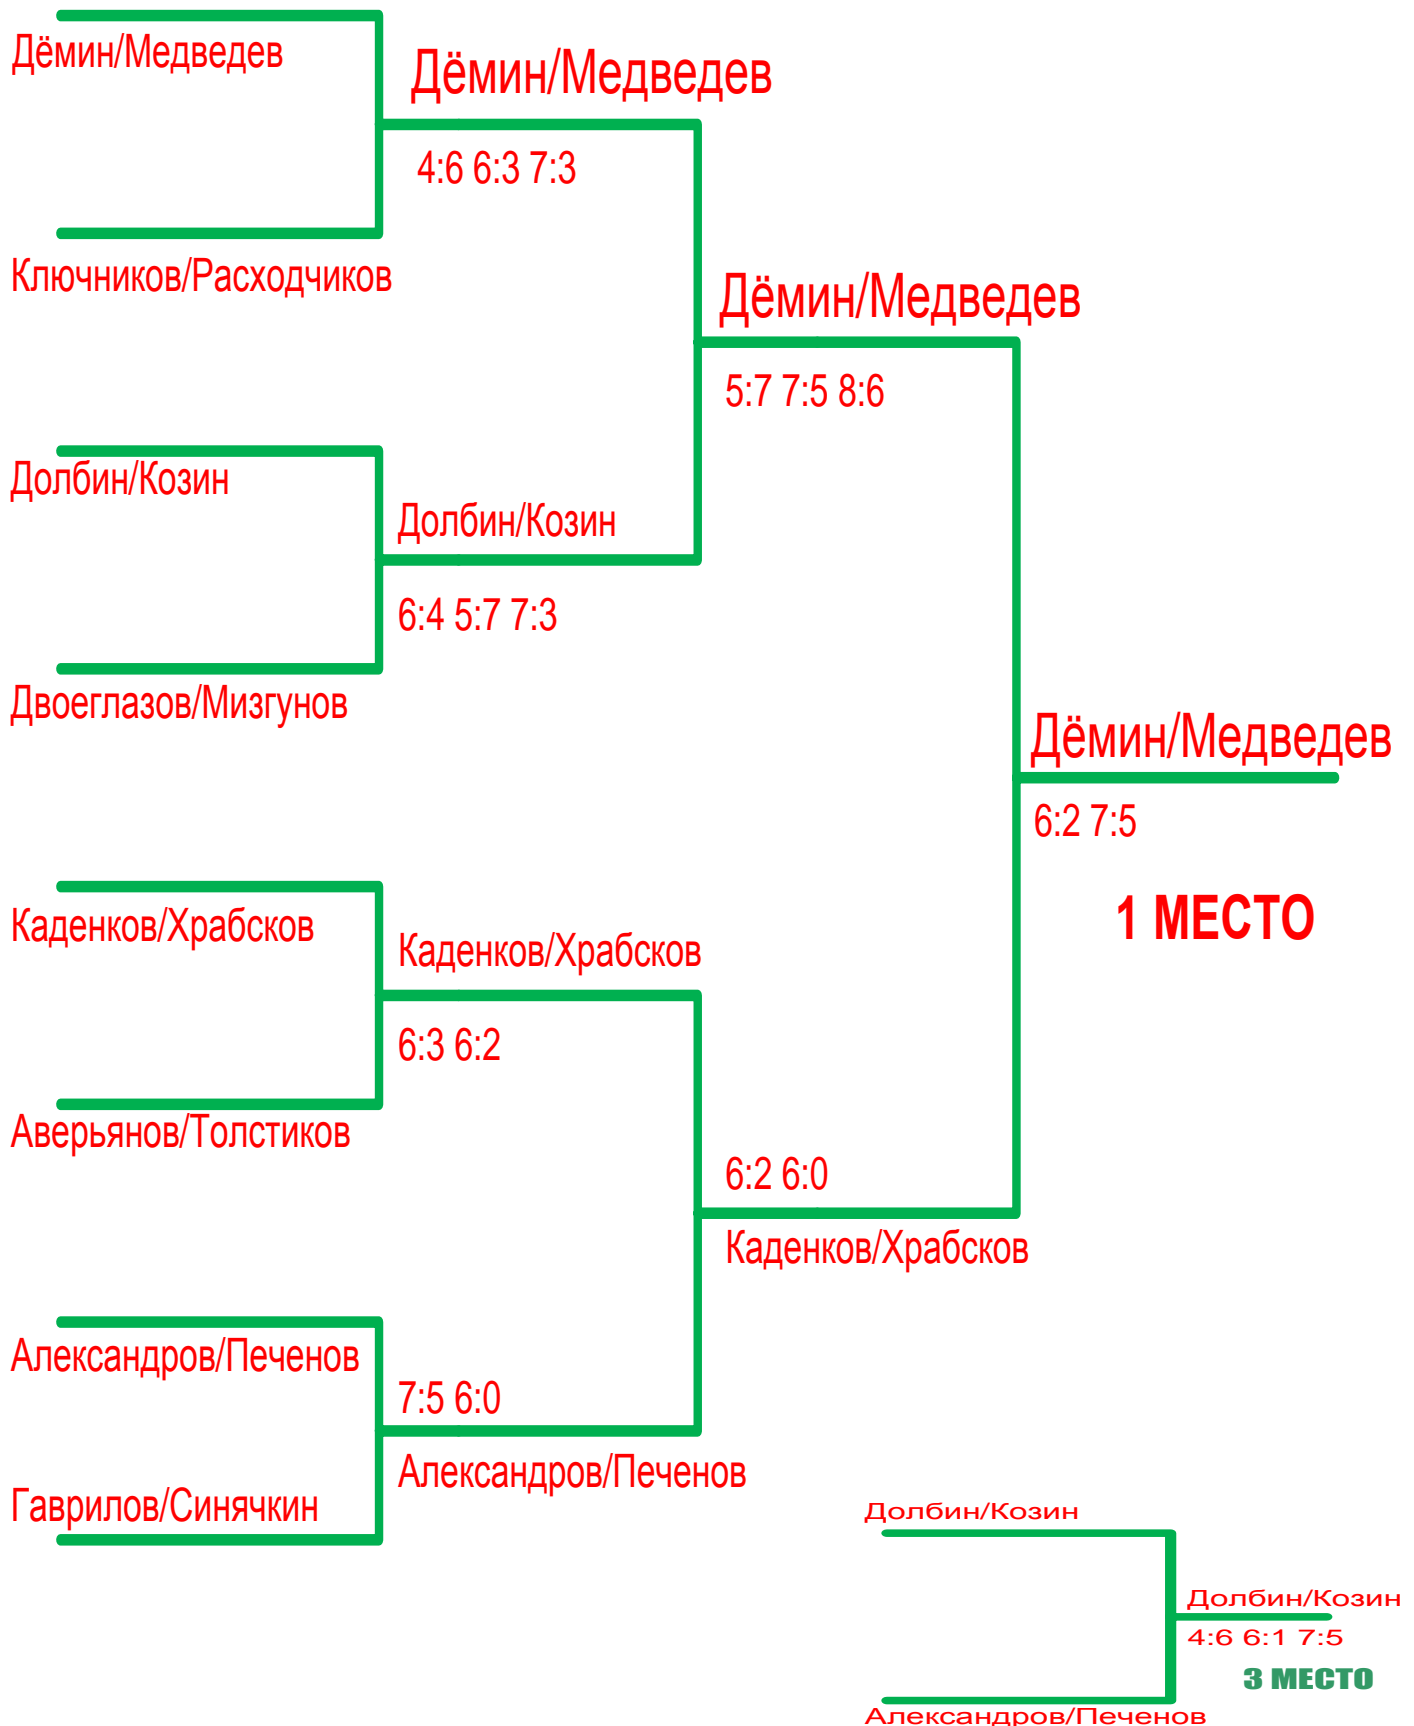 Дёмин/Медведев
Дёмин/Медведев
4:6 6:3 7:3
Ключников/Расходчиков
Дёмин/Медведев
5:7 7:5 8:6
Долбин/Козин
Долбин/Козин
6:4 5:7 7:3
Двоеглазов/Мизгунов
Дёмин/Медведев
6:2 7:5
1 МЕСТО
Каденков/Храбсков
Каденков/Храбсков
6:3 6:2
Аверьянов/Толстиков
6:2 6:0
Каденков/Храбсков
Александров/Печенов
7:5 6:0
Александров/Печенов
Гаврилов/Синячкин
Долбин/Козин
Долбин/Козин
4:6 6:1 7:5
3 МЕСТО
Александров/Печенов